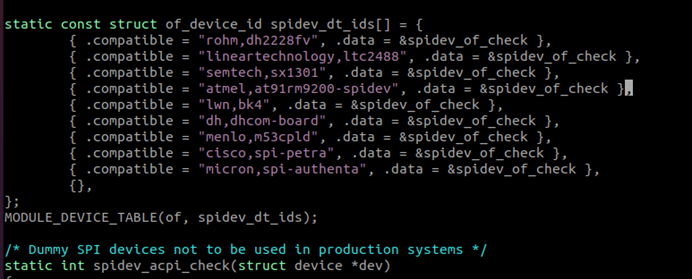 static const struct of_device_id spidev_dt_ids[] = {
        { .compatible = "rohm,dh2228fv", .data = &spidev_of_check },
        { .compatible = "lineartechnology,ltc2488", .data = &spidev_of_check },
        { .compatible = "semtech,sx1301", .data = &spidev_of_check },
        { .compatible = "atmel,at91rm9200-spidev", .data = &spidev_of_check },
        { .compatible = "lwn,bk4", .data = &spidev_of_check },
        { .compatible = "dh,dhcom-board", .data = &spidev_of_check },
        { .compatible = "menlo,m53cpld", .data = &spidev_of_check },
        { .compatible = "cisco,spi-petra", .data = &spidev_of_check },
        { .compatible = "micron,spi-authenta", .data = &spidev_of_check },
        {},
};
MODULE_DEVICE_TABLE(of, spidev_dt_ids);

/* Dummy SPI devices not to be used in production systems */
static int spidev_acpi_check(struct device *dev)